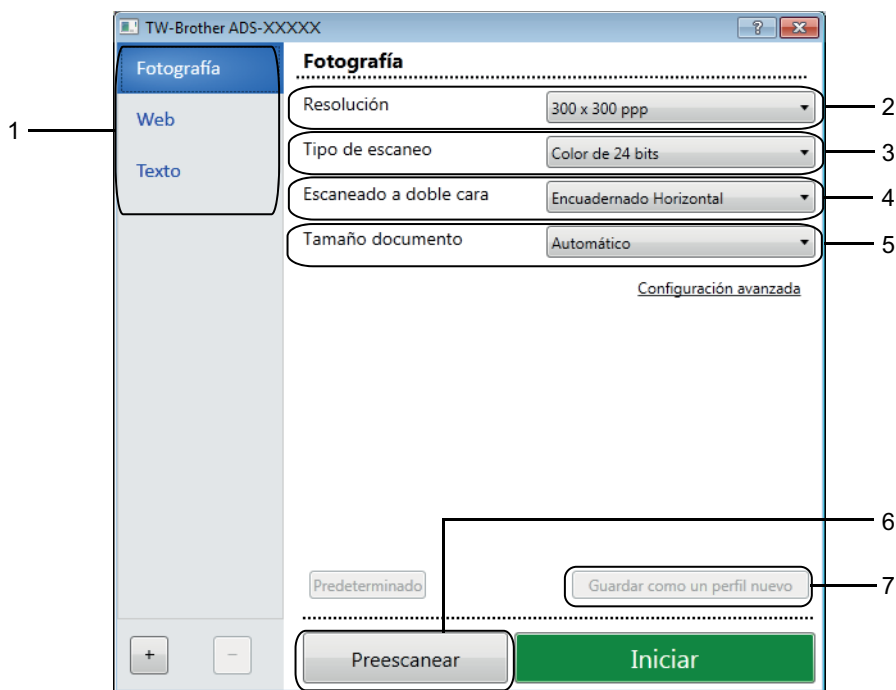 TW-Brother ADS-XXXXX
?
Fotografía
Web
Texto
1
Fotografía
Resolución 300 x 300 ppp 2
Tipo de escaneo Color de 24 bits 3
Escaneado a doble cara Encuadernado Horizontal 4
Tamaño documento Automático 5
Configuración avanzada
6
Predeterminado Guardar como un perfil nuevo 7
+ − Preescanear Iniciar